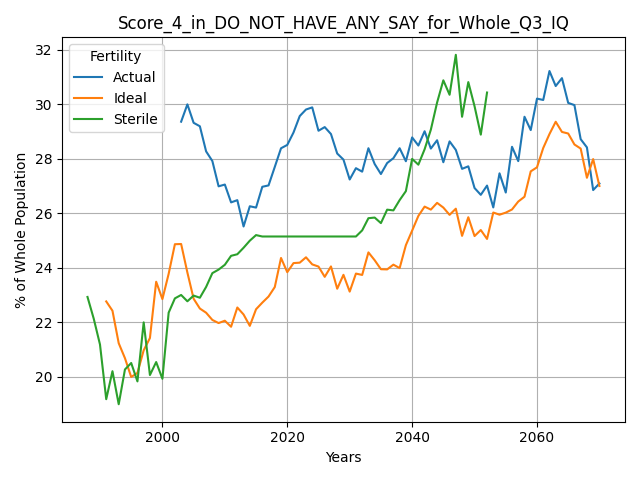 Score_4_in_DO_NOT_HAVE_ANY_SAY_for_Whole_Q3_IQ
Fertility
Actual
Ideal
Sterile
% of Whole Population
32
30
28
26
24
22
20
2000 2020 2040 2060
Years